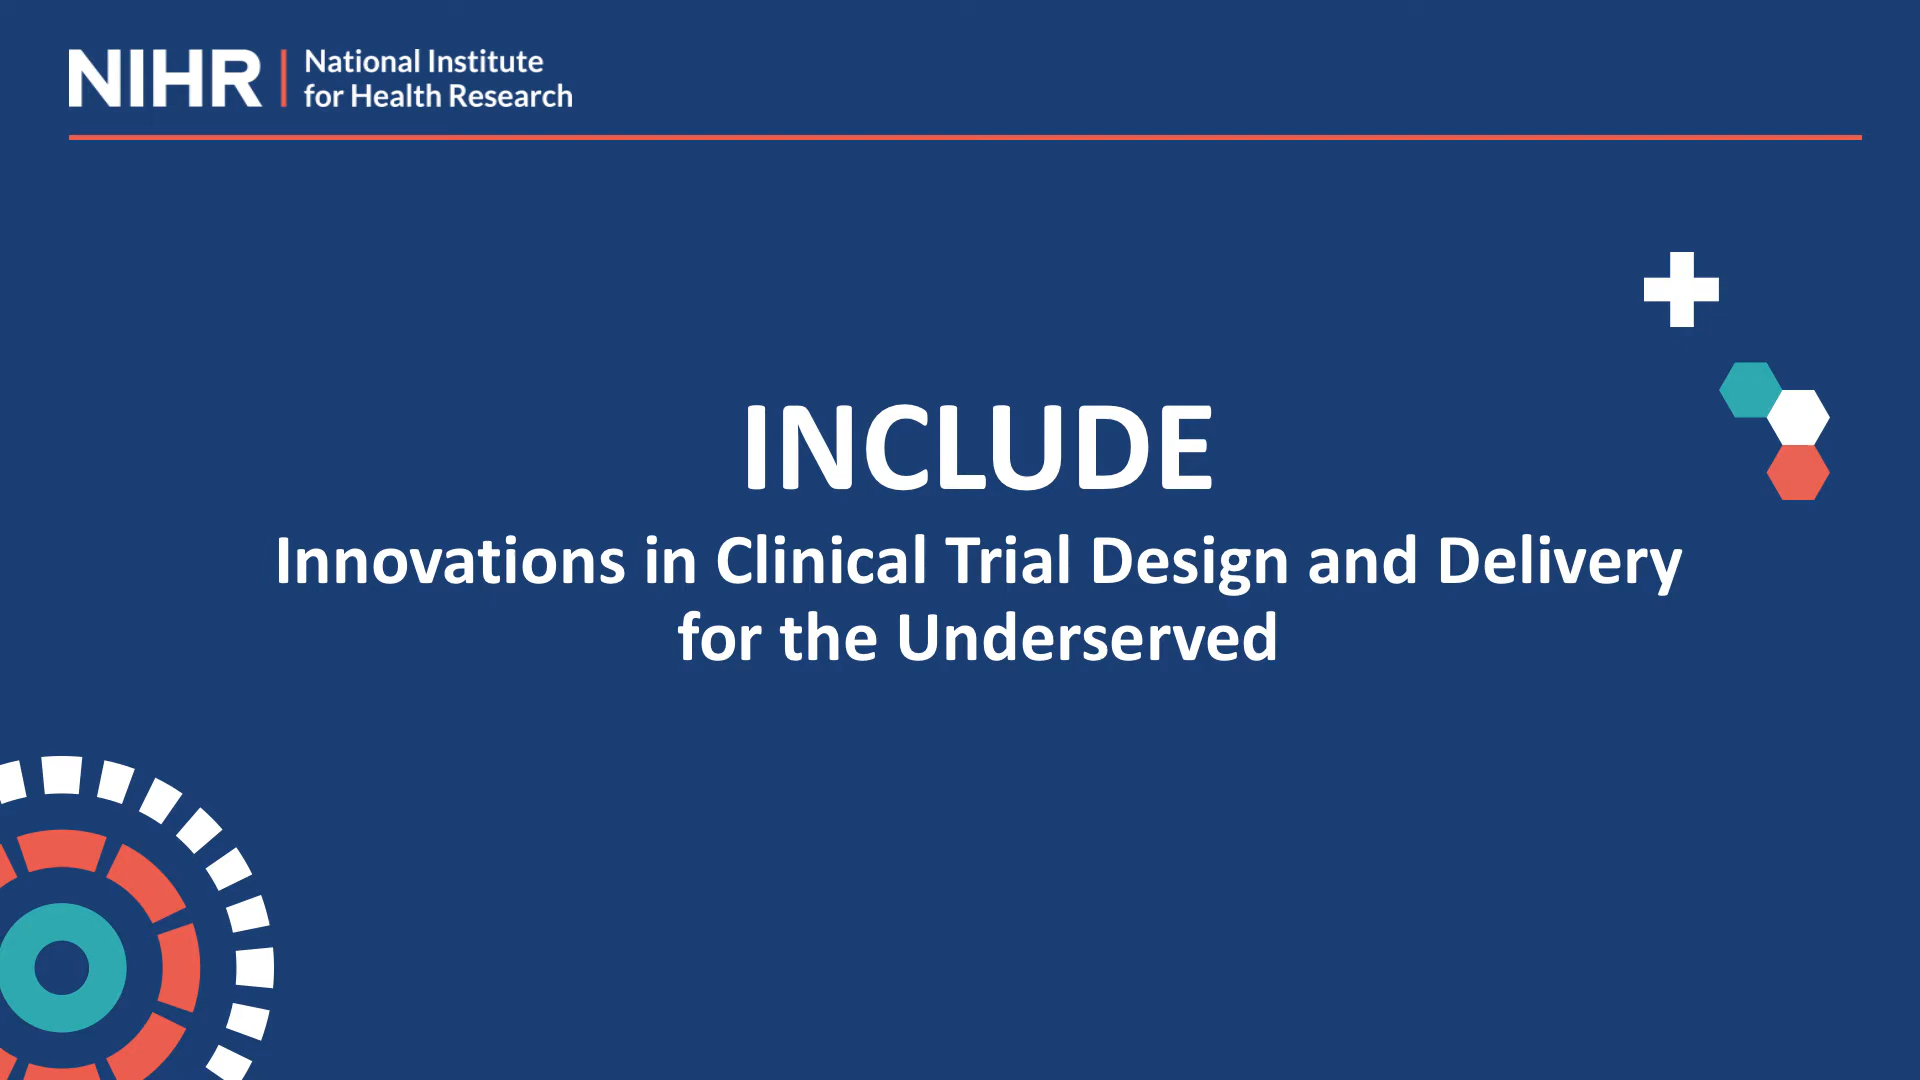 NIHR | National Institute
for Health Research
INCLUDE
Innovations in Clinical Trial Design and Delivery
for the Underserved